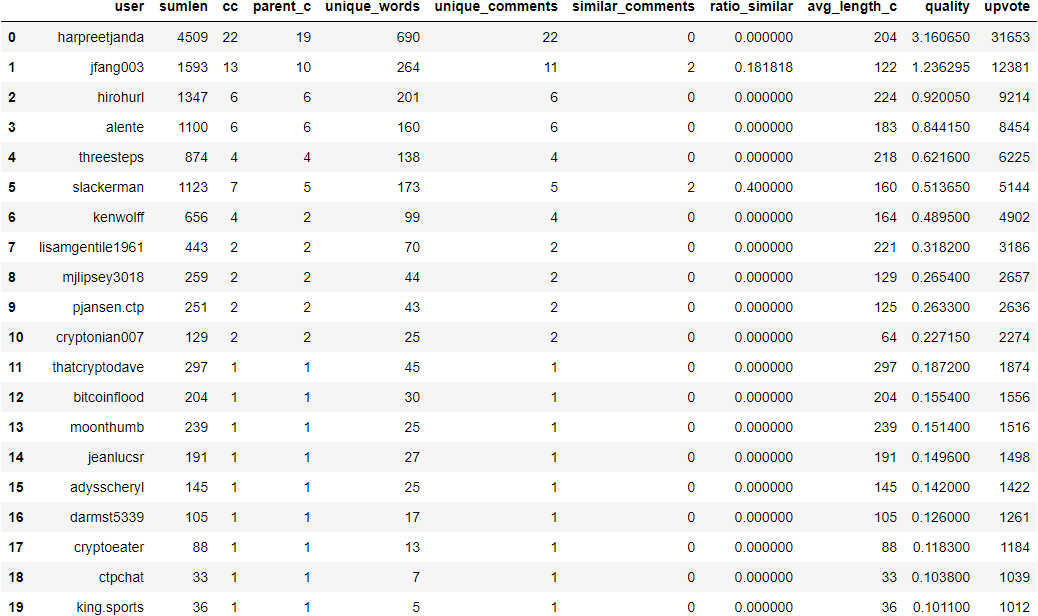 user sumlen cc parent_c unique_words unique_comments similar_comments ratio_similar avg_length_c quality upvote
0 harpreetjanda 4509 22 19 690 22 0 0.000000 204 3.160650 31653
1 jfang003 1593 13 10 264 11 2 0.181818 122 1.236295 12381
2 hirohurl 1347 6 6 201 6 0 0.000000 224 0.920050 9214
3 alente 1100 6 6 160 6 0 0.000000 183 0.844150 8454
4 threesteps 874 4 4 138 4 0 0.000000 218 0.621600 6225
5 slackerman 1123 7 5 173 5 2 0.400000 160 0.513650 5144
6 kenwolff 656 4 2 99 4 0 0.000000 164 0.489500 4902
7 lisamgentile1961 443 2 2 70 2 0 0.000000 221 0.318200 3186
8 mjlipsey3018 259 2 2 44 2 0 0.000000 129 0.265400 2657
9 pjansen.ctp 251 2 2 43 2 0 0.000000 125 0.263300 2636
10 cryptonian007 129 2 2 25 2 0 0.000000 64 0.227150 2274
11 thatcryptodave 297 1 1 45 1 0 0.000000 297 0.187200 1874
12 bitcoinflood 204 1 1 30 1 0 0.000000 204 0.155400 1556
13 moonthumb 239 1 1 25 1 0 0.000000 239 0.151400 1516
14 jeanlucsr 191 1 1 27 1 0 0.000000 191 0.149600 1498
15 adysscheryl 145 1 1 25 1 0 0.000000 145 0.142000 1422
16 darmst5339 105 1 1 17 1 0 0.000000 105 0.126000 1261
17 cryptoeater 88 1 1 13 1 0 0.000000 88 0.118300 1184
18 ctpchat 33 1 1 7 1 0 0.000000 33 0.103800 1039
19 king.sports 36 1 1 5 1 0 0.000000 36 0.101100 1012